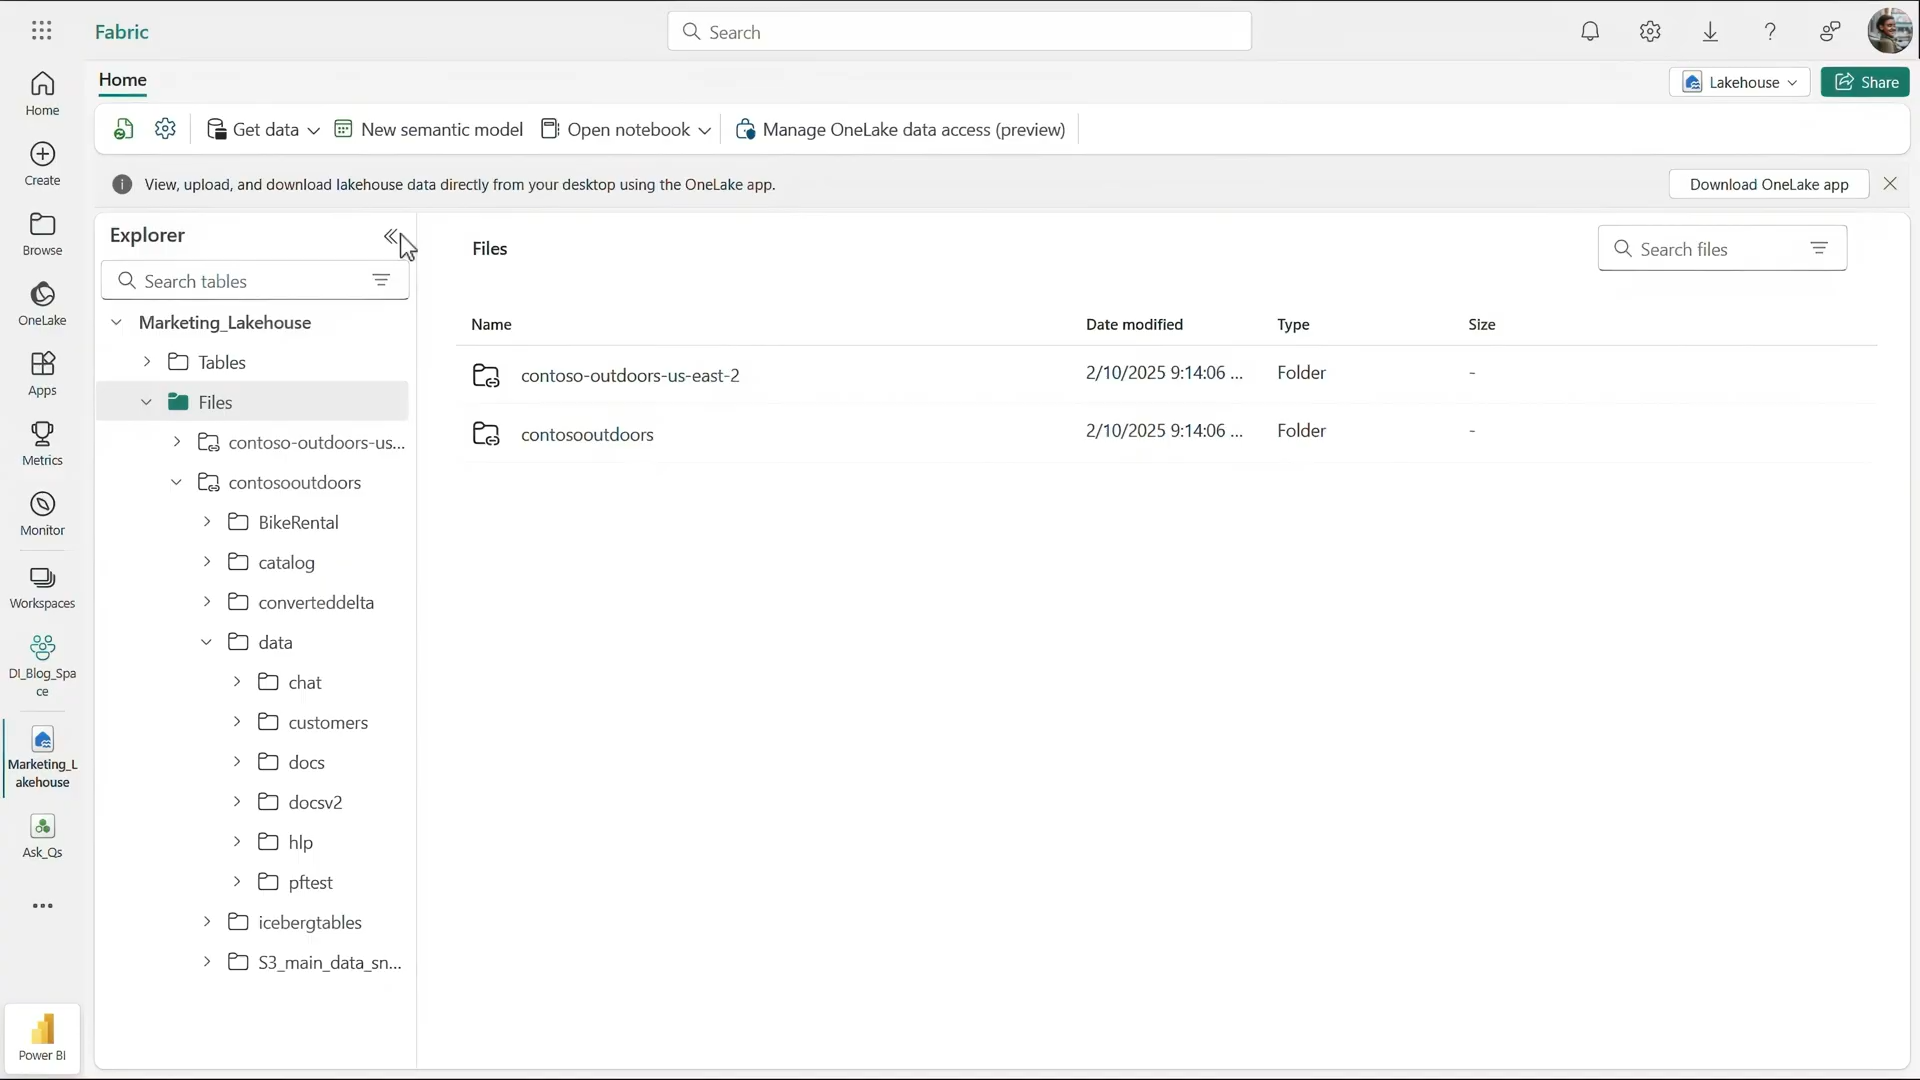 Fabric
Search
Home
Lakehouse
Share
Get data
New semantic model
Open notebook
Manage OneLake data access (preview)
View, upload, and download lakehouse data directly from your desktop using the OneLake app.
Download OneLake app
Home
Create
Browse
OneLake
Apps
Metrics
Monitor
Workspaces
DI_Blog_Spa
ce
Marketing_L
akehouse
Ask_Qs
Power BI
Explorer
Search tables
Marketing_Lakehouse
Tables
Files
contoso-outdoors-us...
contosooutdoors
BikeRental
catalog
converteddelta
data
chat
customers
docs
docsv2
hlp
pftest
icebergtables
S3_main_data_sn...
Files
Search files
Name Date modified Type Size
contoso-outdoors-us-east-2 2/10/2025 9:14:06 ... Folder -
contosooutdoors 2/10/2025 9:14:06 ... Folder -